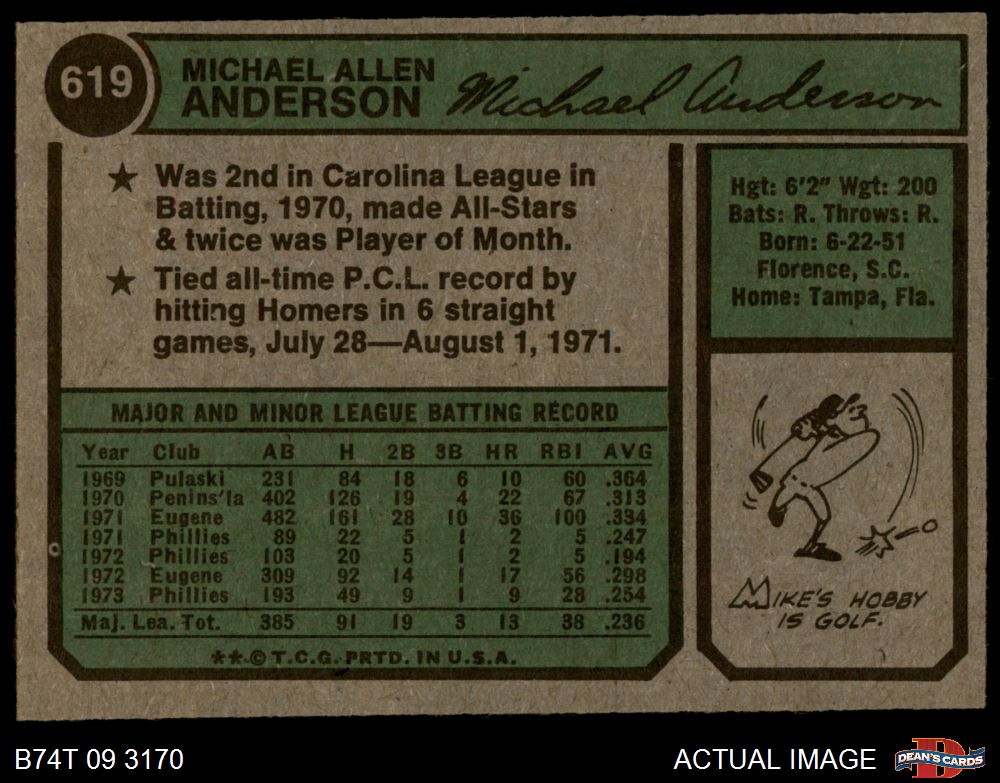 619
MICHAEL ALLEN
ANDERSON
Michael Anderson
★ Was 2nd in Carolina League in
Batting, 1970, made All-Stars
& twice was Player of Month.
★ Tied all-time P.C.L. record by
hitting Homers in 6 straight
games, July 28—August 1, 1971.
Hgt: 6'2" Wgt: 200
Bats: R. Throws: R.
Born: 6-22-51
Florence, S.C.
Home: Tampa, Fla.
MAJOR AND MINOR LEAGUE BATTING RECORD
Year Club AB H 2B 3B HR RBI AVG
1969 Pulaski 231 84 18 6 10 60 .364
1970 Penins'la 402 126 19 4 22 67 .313
1971 Eugene 482 161 28 10 36 100 .334
1971 Phillies 89 22 5 1 2 5 .247
1972 Phillies 103 20 5 1 2 5 .194
1972 Eugene 309 92 14 1 17 56 .298
1973 Phillies 193 49 9 1 9 28 .254
Maj. Lea. Tot. 385 91 19 3 13 38 .236
**© T.C.G. PRTD. IN U.S.A.
MIKE'S HOBBY
IS GOLF.
B74T 09 3170
ACTUAL IMAGE
D
DEAN'S CARDS